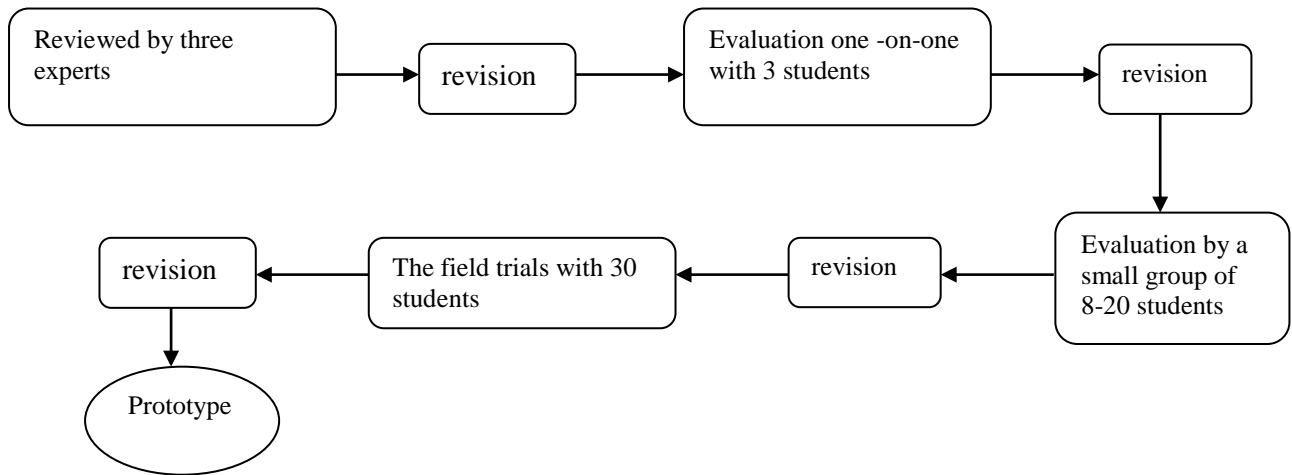 Reviewed by three
experts
revision
Evaluation one -on-one
with 3 students
revision
Evaluation by a
small group of
8-20 students
revision
The field trials with 30
students
revision
Prototype